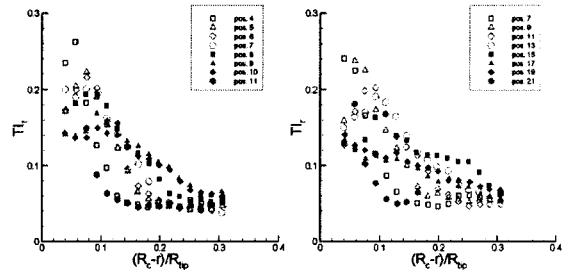 0.3
0.2
0.1
0
0
0.1
0.2
0.3
0.4
TI_r
(R_c-r)/R_tip
pos. 4
pos. 5
pos. 6
pos. 7
pos. 8
pos. 9
pos. 10
pos. 11
0.3
0.2
0.1
0
0
0.1
0.2
0.3
0.4
TI_r
(R_c-r)/R_tip
pos. 7
pos. 9
pos. 11
pos. 13
pos. 15
pos. 17
pos. 19
pos. 21